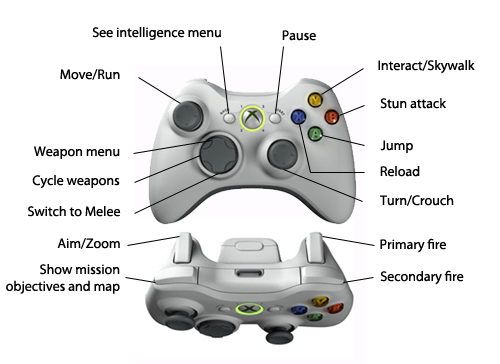 See intelligence menu
Pause
Move/Run
Interact/Skywalk
Stun attack
Weapon menu
Jump
Cycle weapons
Reload
Switch to Melee
Turn/Crouch
Aim/Zoom
Primary fire
Show mission
objectives and map
Secondary fire
Y
X
B
A